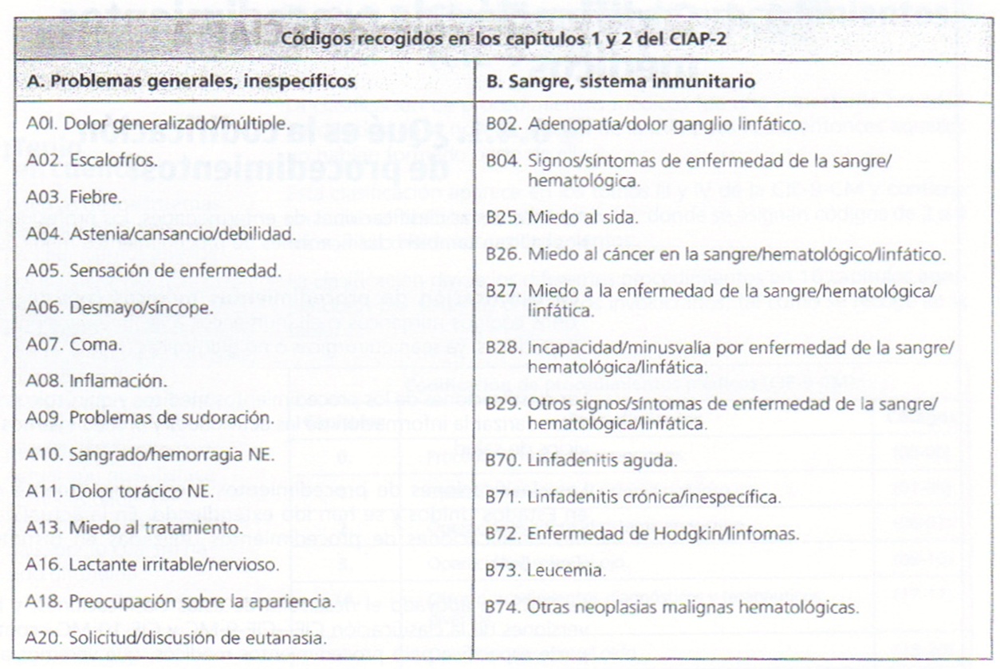 Códigos recogidos en los capítulos 1 y 2 del CIAP-2
A. Problemas generales, inespecíficos
A0I. Dolor generalizado/múltiple.
A02. Escalofríos.
A03. Fiebre.
A04. Astenia/cansancio/debilidad.
A05. Sensación de enfermedad.
A06. Desmayo/síncope.
A07. Coma.
A08. Inflamación.
A09. Problemas de sudoración.
A10. Sangrado/hemorragia NE.
A11. Dolor torácico NE.
A13. Miedo al tratamiento.
A16. Lactante irritable/nervioso.
A18. Preocupación sobre la apariencia.
A20. Solicitud/discusión de eutanasia.
B. Sangre, sistema inmunitario
B02. Adenopatía/dolor ganglio linfático.
B04. Signos/síntomas de enfermedad de la sangre/
hematológica.
B25. Miedo al sida.
B26. Miedo al cáncer en la sangre/hematológico/linfático.
B27. Miedo a la enfermedad de la sangre/hematológica/
linfática.
B28. Incapacidad/minusvalía por enfermedad de la sangre/
hematológica/linfática.
B29. Otros signos/síntomas de enfermedad de la sangre/
hematológica/linfática.
B70. Linfadenitis aguda.
B71. Linfadenitis crónica/inespecífica.
B72. Enfermedad de Hodgkin/linfomas.
B73. Leucemia.
B74. Otras neoplasias malignas hematológicas.